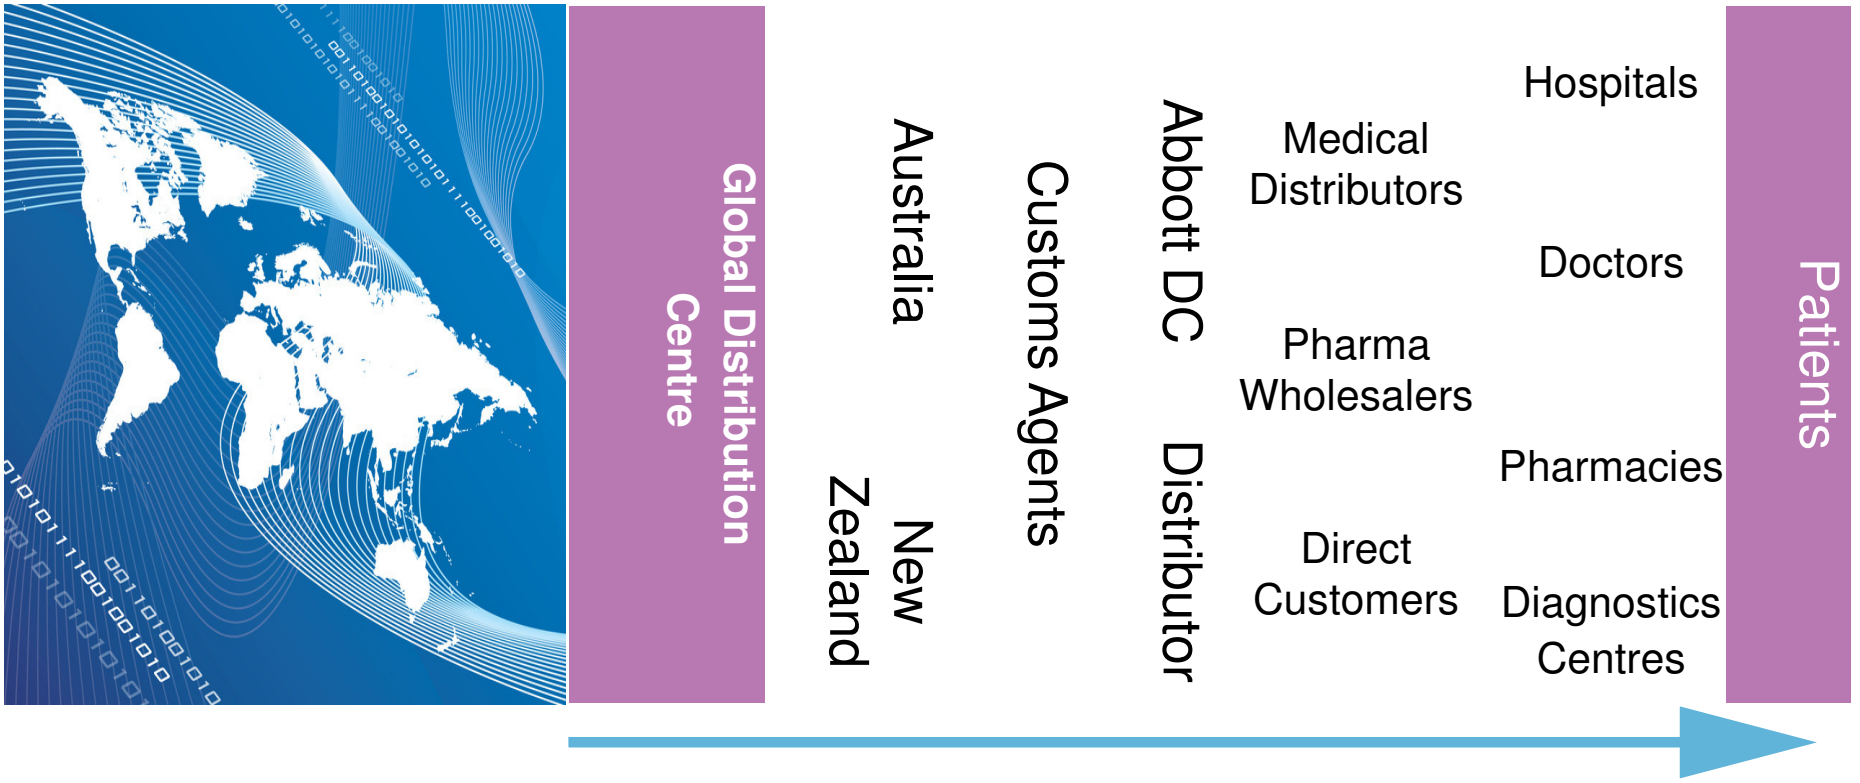 Global Distribution
Centre
Australia
New
Zealand
Customs Agents
Abbott DC
Distributor
Medical
Distributors
Pharma
Wholesalers
Direct
Customers
Hospitals
Doctors
Pharmacies
Diagnostics
Centres
Patients